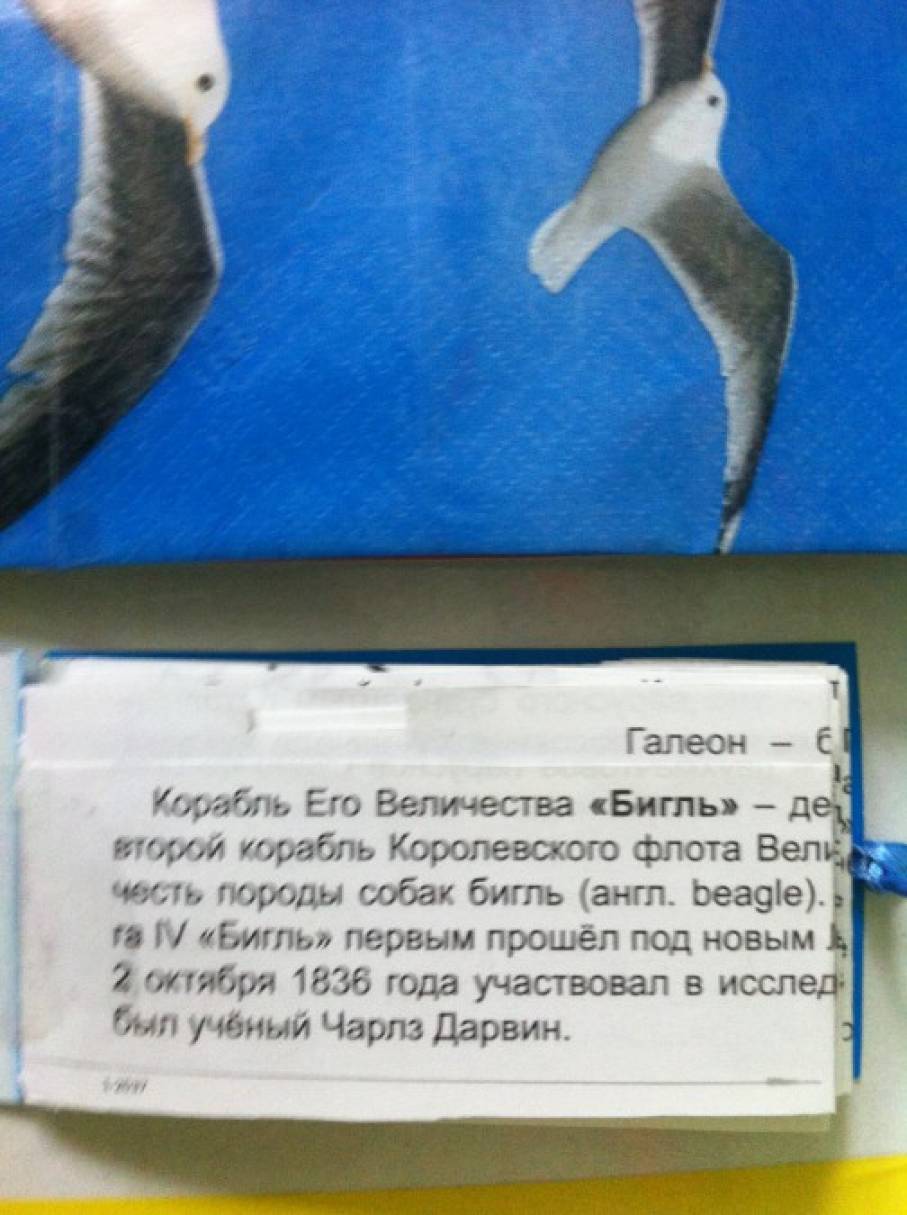 Галеон – б
Корабль Его Величества «Бигль» – де
второй корабль Королевского флота Вели
честь породы собак бигль (англ. beagle).
га IV «Бигль» первым прошёл под новым
2 октября 1836 года участвовал в исслед
был учёный Чарлз Дарвин.